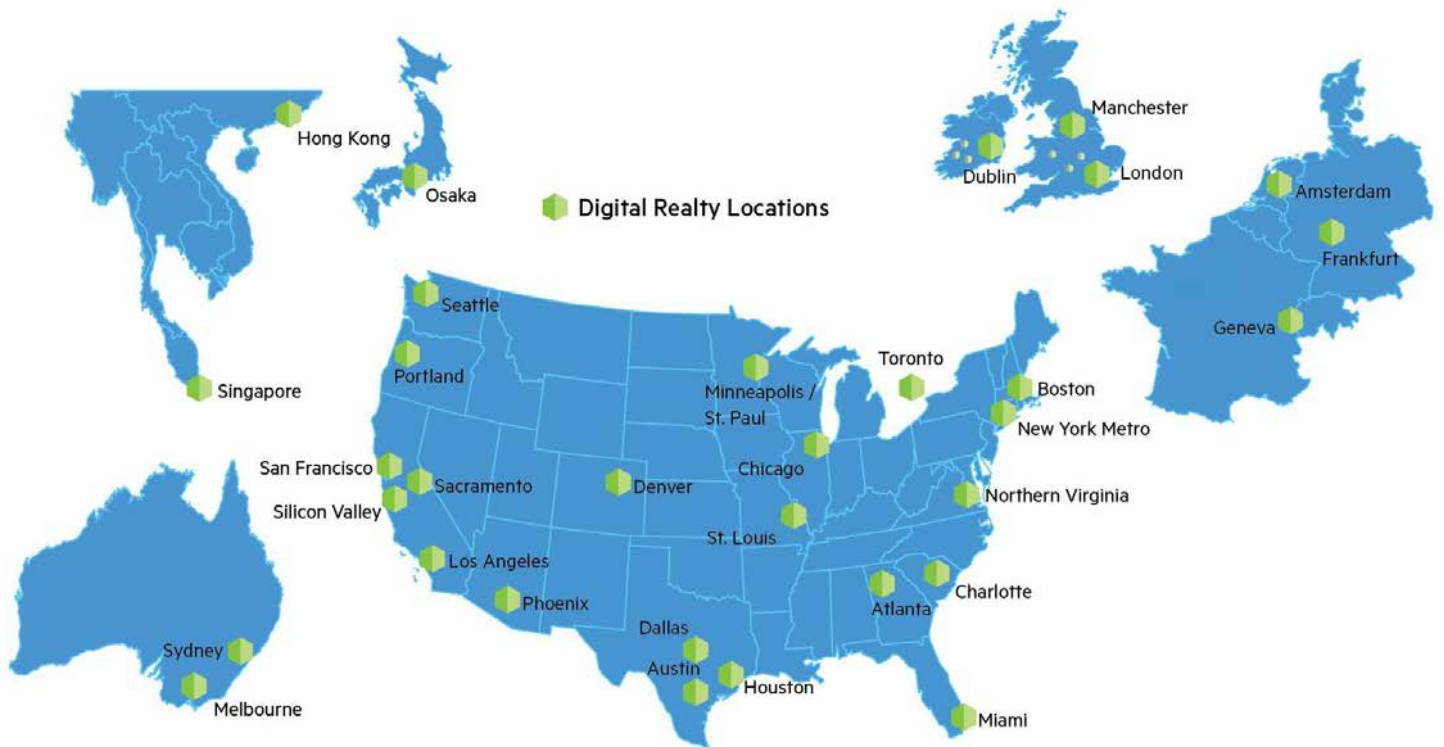 Hong Kong
Osaka
Singapore
Digital Realty Locations
Manchester
Dublin
London
Amsterdam
Frankfurt
Geneva
Seattle
Portland
Minneapolis /
St. Paul
Toronto
Boston
New York Metro
Chicago
San Francisco
Sacramento
Silicon Valley
Denver
Northern Virginia
St. Louis
Los Angeles
Phoenix
Charlotte
Atlanta
Dallas
Austin
Houston
Miami
Sydney
Melbourne